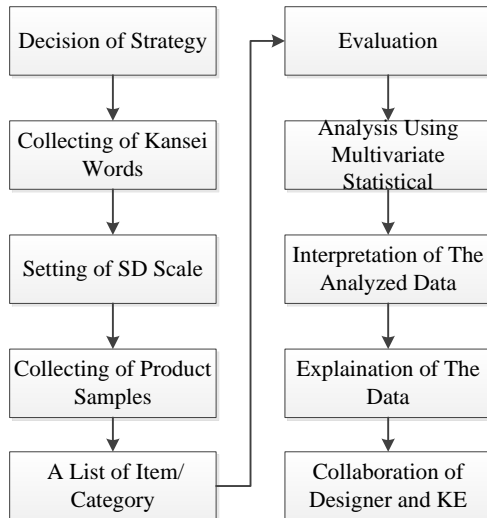 Decision of Strategy
Collecting of Kansei
Words
Setting of SD Scale
Collecting of Product
Samples
A List of Item/
Category
Evaluation
Analysis Using
Multivariate
Statistical
Interpretation of The
Analyzed Data
Explaination of The
Data
Collaboration of
Designer and KE